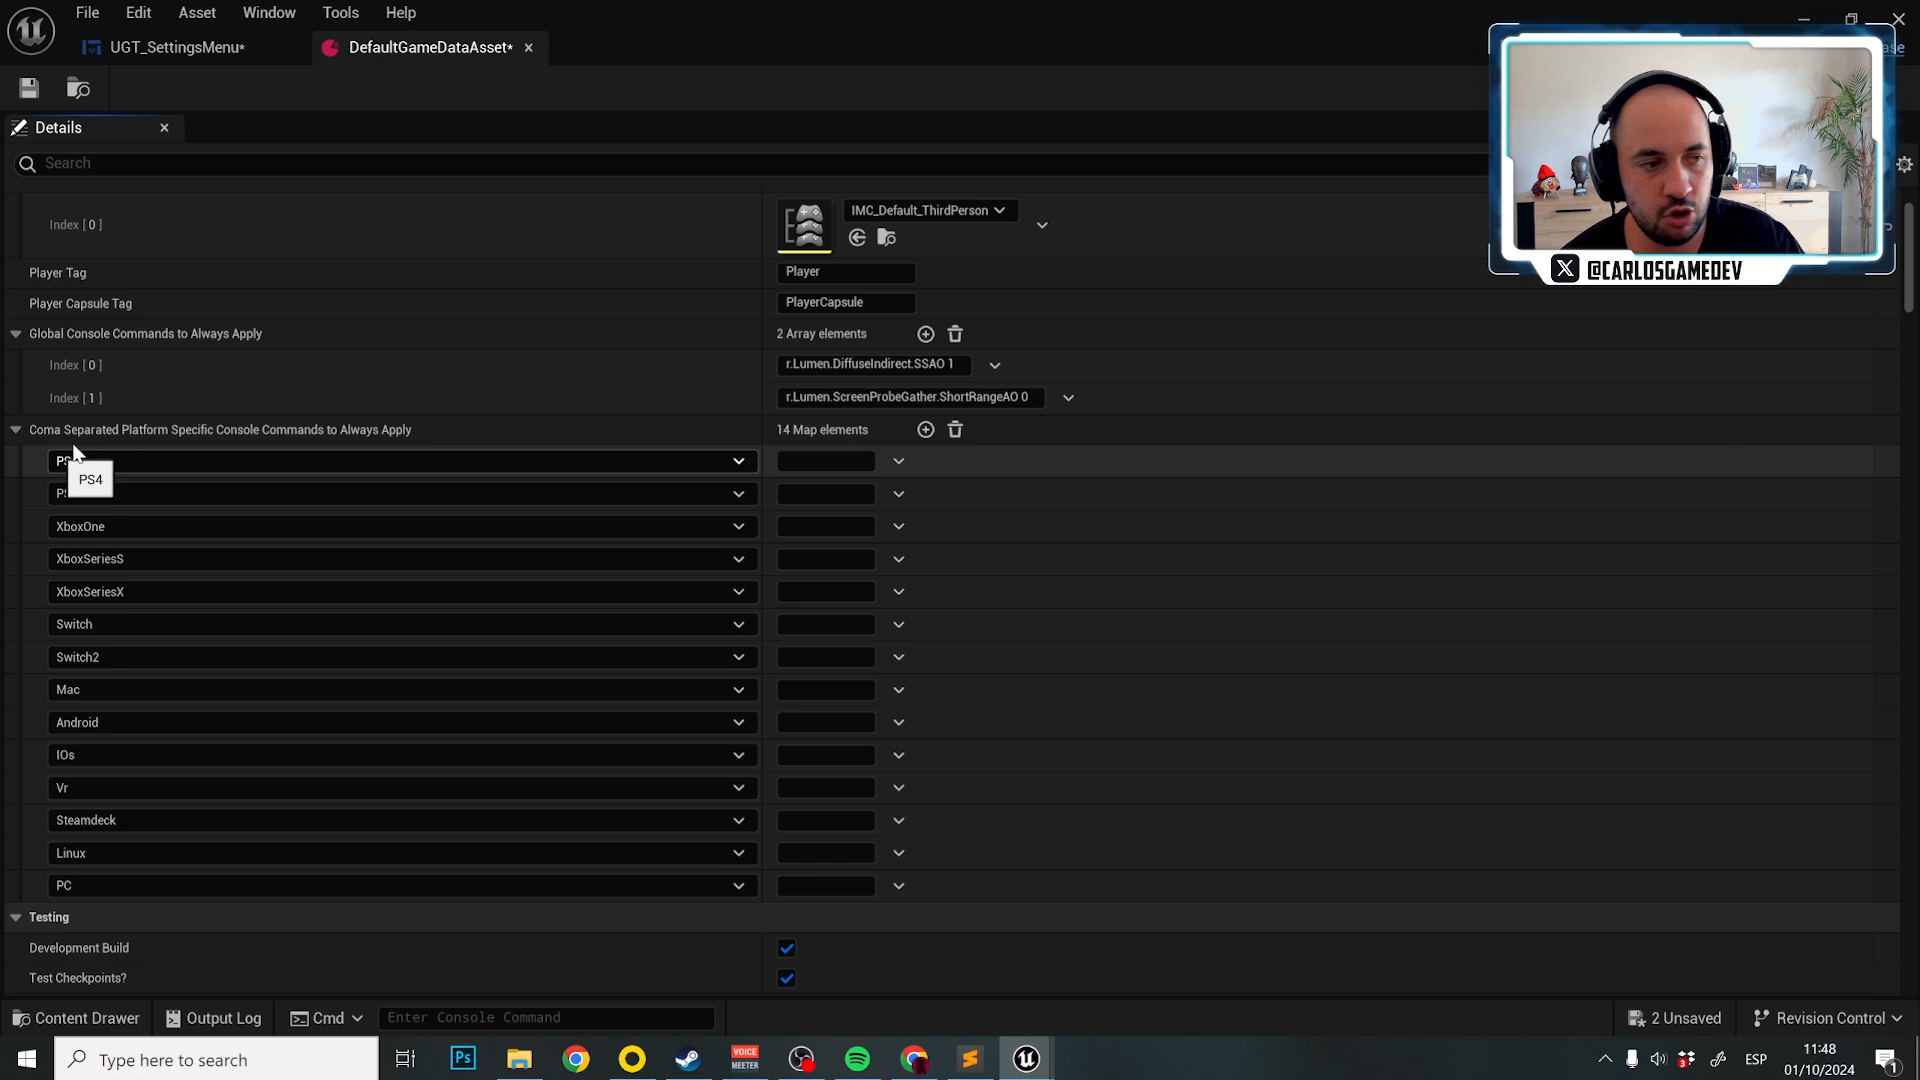 File Edit Asset Window Tools Help
UGT_SettingsMenu*
DefaultGameDataAsset*
Details
Search
Index [ 0 ]
IMC_Default_ThirdPerson
Player Tag
Player
Player Capsule Tag
PlayerCapsule
Global Console Commands to Always Apply
2 Array elements
Index [ 0 ]
r.Lumen.DiffuseIndirect.SSAO 1
Index [ 1 ]
r.Lumen.ScreenProbeGather.ShortRangeAO 0
Coma Separated Platform Specific Console Commands to Always Apply
14 Map elements
PS4
XboxOne
XboxSeriesS
XboxSeriesX
Switch
Switch2
Mac
Android
IOs
Vr
Steamdeck
Linux
PC
Testing
Development Build
Test Checkpoints?
@CARLOSGAMEDEV
Content Drawer
Output Log
Cmd
Enter Console Command
2 Unsaved
Revision Control
Type here to search
Ps
VOICE
MEETER
3
ESP
11:48
01/10/2024
1